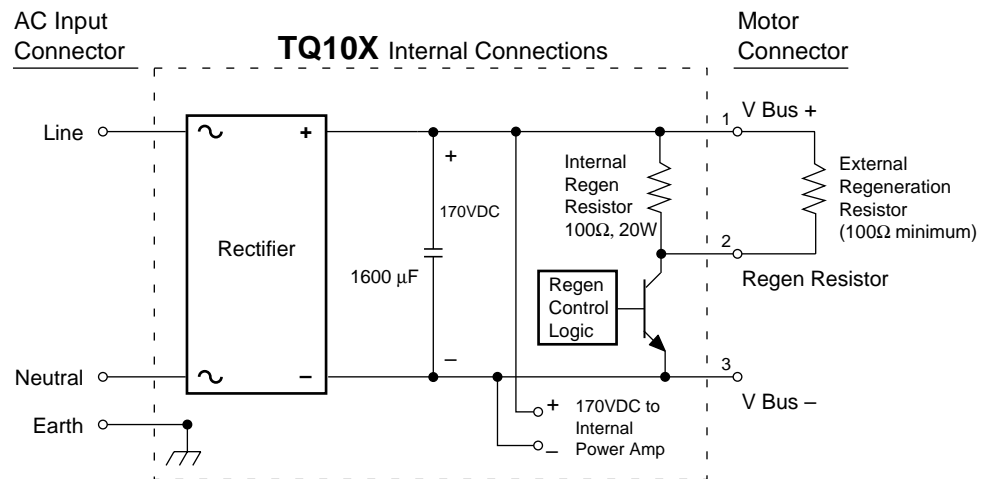 AC Input
Connector
TQ10X Internal Connections
Motor
Connector
Line
Neutral
Earth
Rectifier
+
–
+
170VDC
1600 µF
–
Internal
Regen
Resistor
100Ω, 20W
Regen
Control
Logic
+
–
170VDC to
Internal
Power Amp
1
V Bus +
External
Regeneration
Resistor
(100Ω minimum)
2
Regen Resistor
3
V Bus –